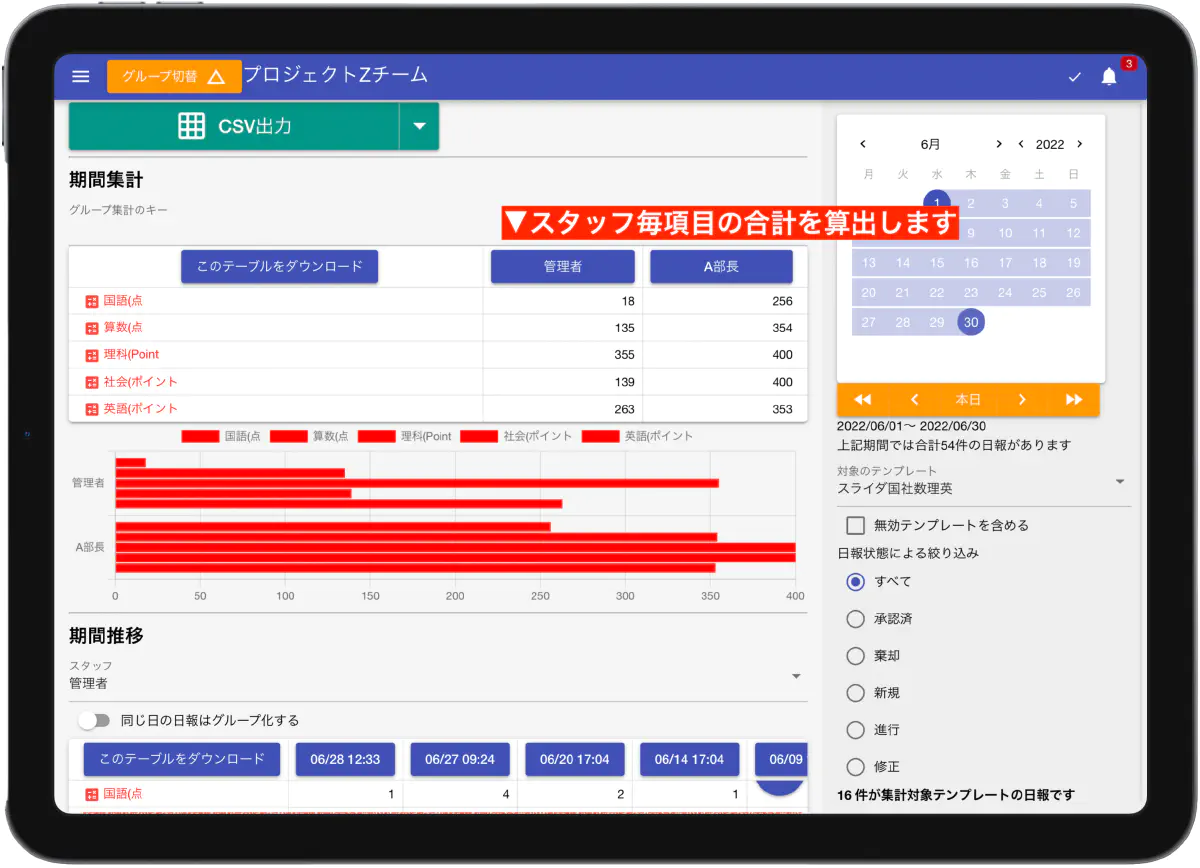 グループ切替 プロジェクトZチーム 3
CSV出力
期間集計
グループ集計のキー
▼スタッフ毎項目の合計を算出します
このテーブルをダウンロード 管理者 A部長
国語(点 18 256
算数(点 135 354
理科(Point 355 400
社会(ポイント 139 400
英語(ポイント 263 353
国語(点 算数(点 理科(Point 社会(ポイント 英語(ポイント
管理者
A部長
0 50 100 150 200 250 300 350 400
期間推移
スタッフ
管理者
同じ日の日報はグループ化する
このテーブルをダウンロード 06/28 12:33 06/27 09:24 06/20 17:04 06/14 17:04 06/09
国語(点 1 4 2 1
6月 2022
月 火 水 木 金 土 日
1 2 3 4 5
9 10 11 12
13 14 15 16 17 18 19
20 21 22 23 24 25 26
27 28 29 30
本日
2022/06/01〜 2022/06/30
上記期間では合計54件の日報があります
対象のテンプレート
スライダ国社数理英
無効テンプレートを含める
日報状態による絞り込み
すべて
承認済
棄却
新規
進行
修正
16 件が集計対象テンプレートの日報です